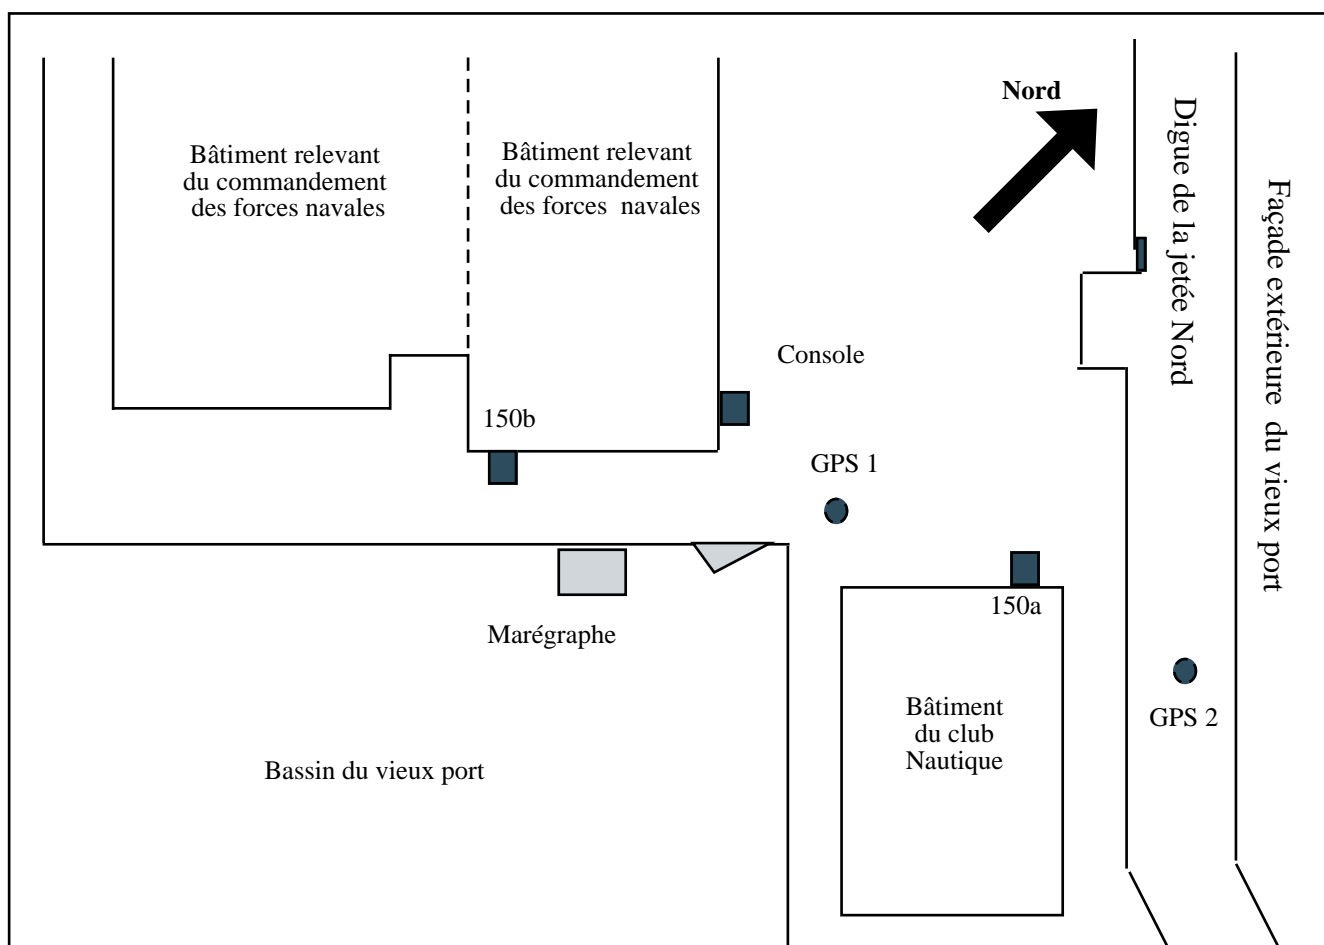 Nord
Bâtiment relevant
du commandement
des forces navales
Bâtiment relevant
du commandement
des forces navales
Digue de la jetée Nord
Façade extérieure du vieux port
Console
150b
GPS 1
150a
Marégraphe
GPS 2
Bâtiment
du club
Nautique
Bassin du vieux port